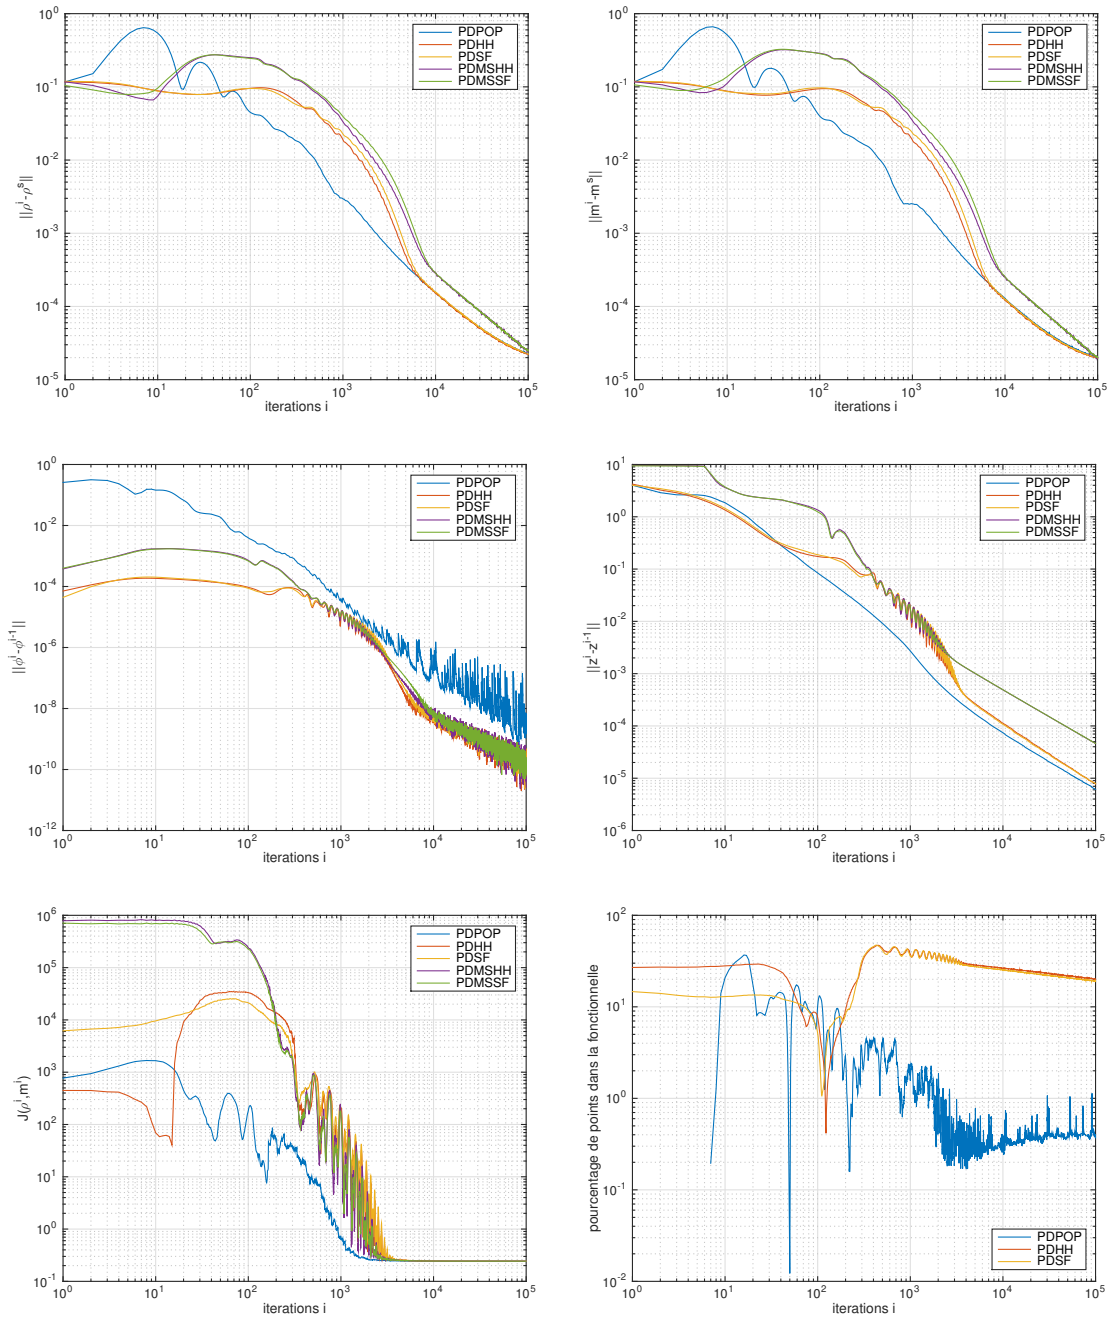 10^0
10^-1
10^-2
10^-3
10^-4
10^-5
||ρ^i-ρ^s||
10^0 10^1 10^2 10^3 10^4 10^5
iterations i
PDPOP
PDHH
PDSF
PDMSHH
PDMSSF
10^0
10^-1
10^-2
10^-3
10^-4
10^-5
||m^i-m^s||
10^0 10^1 10^2 10^3 10^4 10^5
iterations i
PDPOP
PDHH
PDSF
PDMSHH
PDMSSF
10^0
10^-2
10^-4
10^-6
10^-8
10^-10
10^-12
||ϕ^i-ϕ^i-1||
10^0 10^1 10^2 10^3 10^4 10^5
iterations i
PDPOP
PDHH
PDSF
PDMSHH
PDMSSF
10^1
10^0
10^-1
10^-2
10^-3
10^-4
10^-5
10^-6
||z^i-z^i-1||
10^0 10^1 10^2 10^3 10^4 10^5
iterations i
PDPOP
PDHH
PDSF
PDMSHH
PDMSSF
10^6
10^5
10^4
10^3
10^2
10^1
10^0
10^-1
J(ρ^i,m^i)
10^0 10^1 10^2 10^3 10^4 10^5
iterations i
PDPOP
PDHH
PDSF
PDMSHH
PDMSSF
10^2
10^1
10^0
10^-1
10^-2
pourcentage de points dans la fonctionnelle
10^0 10^1 10^2 10^3 10^4 10^5
iterations i
PDPOP
PDHH
PDSF